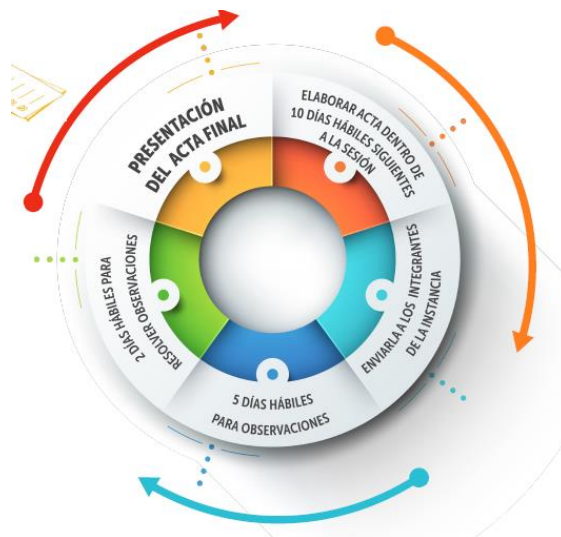 PRESENTACIÓN
DEL ACTA FINAL
ELABORAR ACTA DENTRO DE
10 DÍAS HÁBILES SIGUIENTES
A LA SESIÓN
ENVIARLA A LOS INTEGRANTES
DE LA INSTANCIA
5 DÍAS HÁBILES
PARA OBSERVACIONES
2 DÍAS HÁBILES PARA
RESOLVER OBSERVACIONES